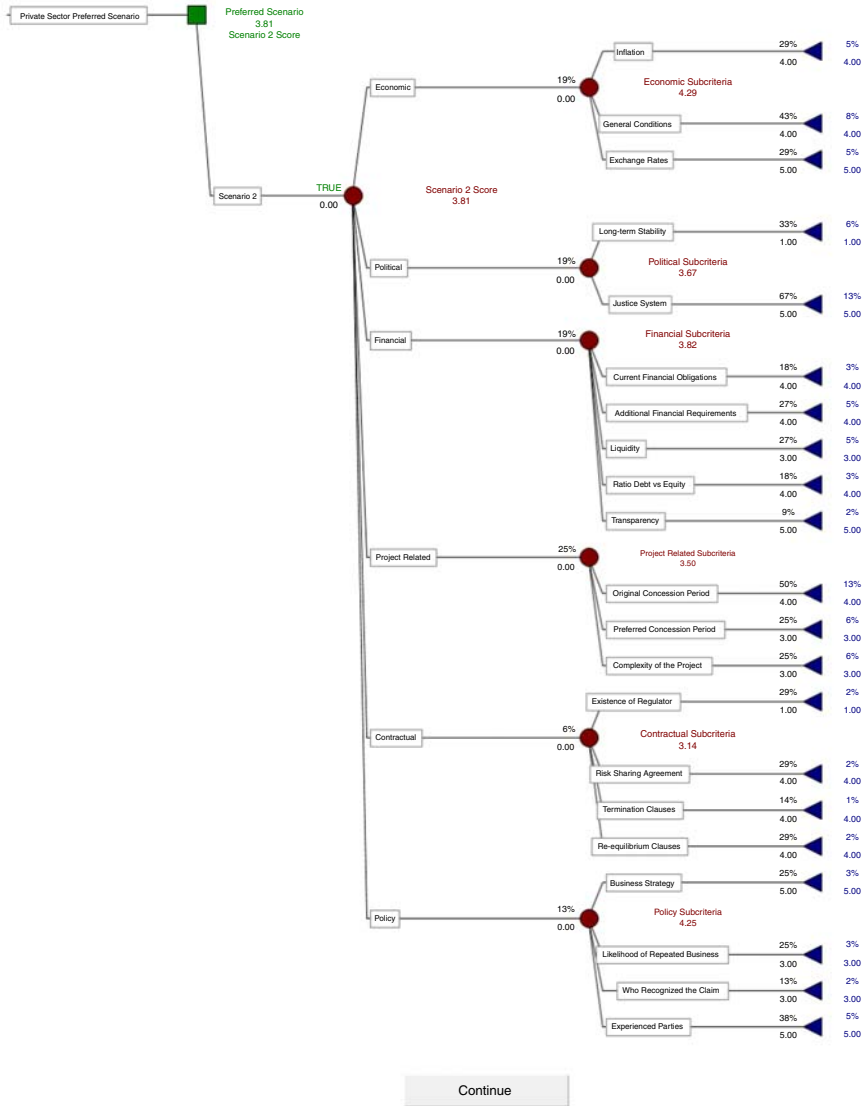 Private Sector Preferred Scenario
Preferred Scenario
3.81
Scenario 2 Score
Inflation
29%
4.00
5%
4.00
Economic
19%
0.00
Economic Subcriteria
4.29
General Conditions
43%
4.00
8%
4.00
Exchange Rates
29%
5.00
5%
5.00
Scenario 2
TRUE
0.00
Scenario 2 Score
3.81
Long-term Stability
33%
1.00
6%
1.00
Political
19%
0.00
Political Subcriteria
3.67
Justice System
67%
5.00
13%
5.00
Financial
19%
0.00
Financial Subcriteria
3.82
Current Financial Obligations
18%
4.00
3%
4.00
Additional Financial Requirements
27%
4.00
5%
4.00
Liquidity
27%
3.00
5%
3.00
Ratio Debt vs Equity
18%
4.00
3%
4.00
Transparency
9%
5.00
2%
5.00
Project Related
25%
0.00
Project Related Subcriteria
3.50
Original Concession Period
50%
4.00
13%
4.00
Preferred Concession Period
25%
3.00
6%
3.00
Complexity of the Project
25%
3.00
6%
3.00
Existence of Regulator
29%
1.00
2%
1.00
Contractual
6%
0.00
Contractual Subcriteria
3.14
Risk Sharing Agreement
29%
4.00
2%
4.00
Termination Clauses
14%
4.00
1%
4.00
Re-equilibrium Clauses
29%
4.00
2%
4.00
Business Strategy
25%
5.00
3%
5.00
Policy
13%
0.00
Policy Subcriteria
4.25
Likelihood of Repeated Business
25%
3.00
3%
3.00
Who Recognized the Claim
13%
3.00
2%
3.00
Experienced Parties
38%
5.00
5%
5.00
Continue